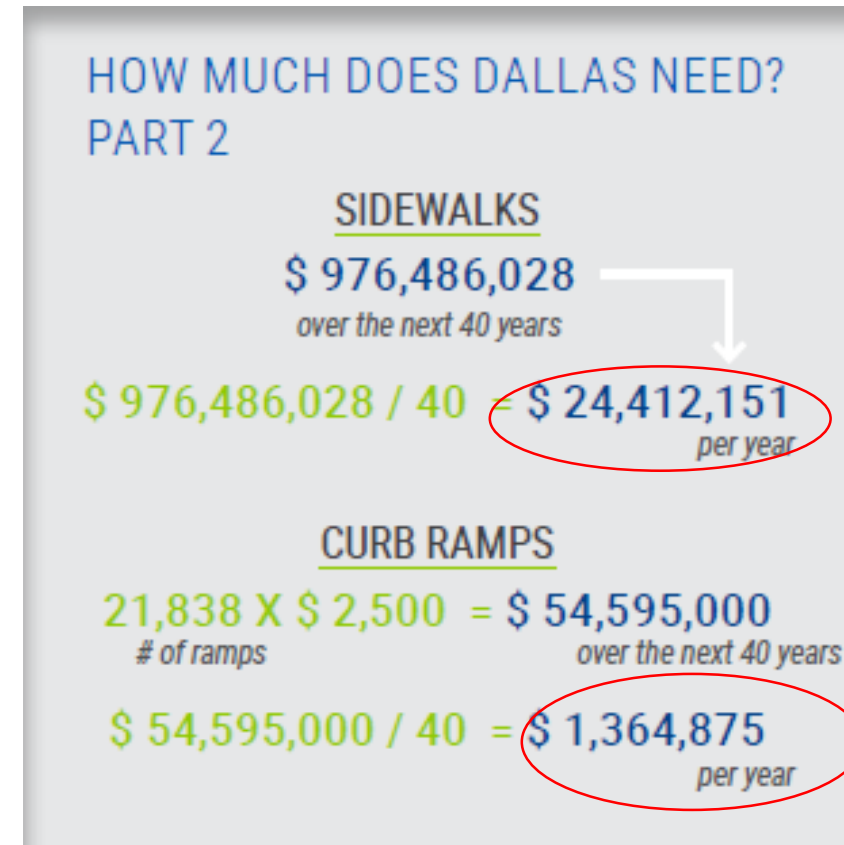 HOW MUCH DOES DALLAS NEED?
PART 2
SIDEWALKS
$ 976,486,028
over the next 40 years
$ 976,486,028 / 40 = $ 24,412,151
per year
CURB RAMPS
21,838 X $ 2,500 = $ 54,595,000
# of ramps over the next 40 years
$ 54,595,000 / 40 = $ 1,364,875
per year